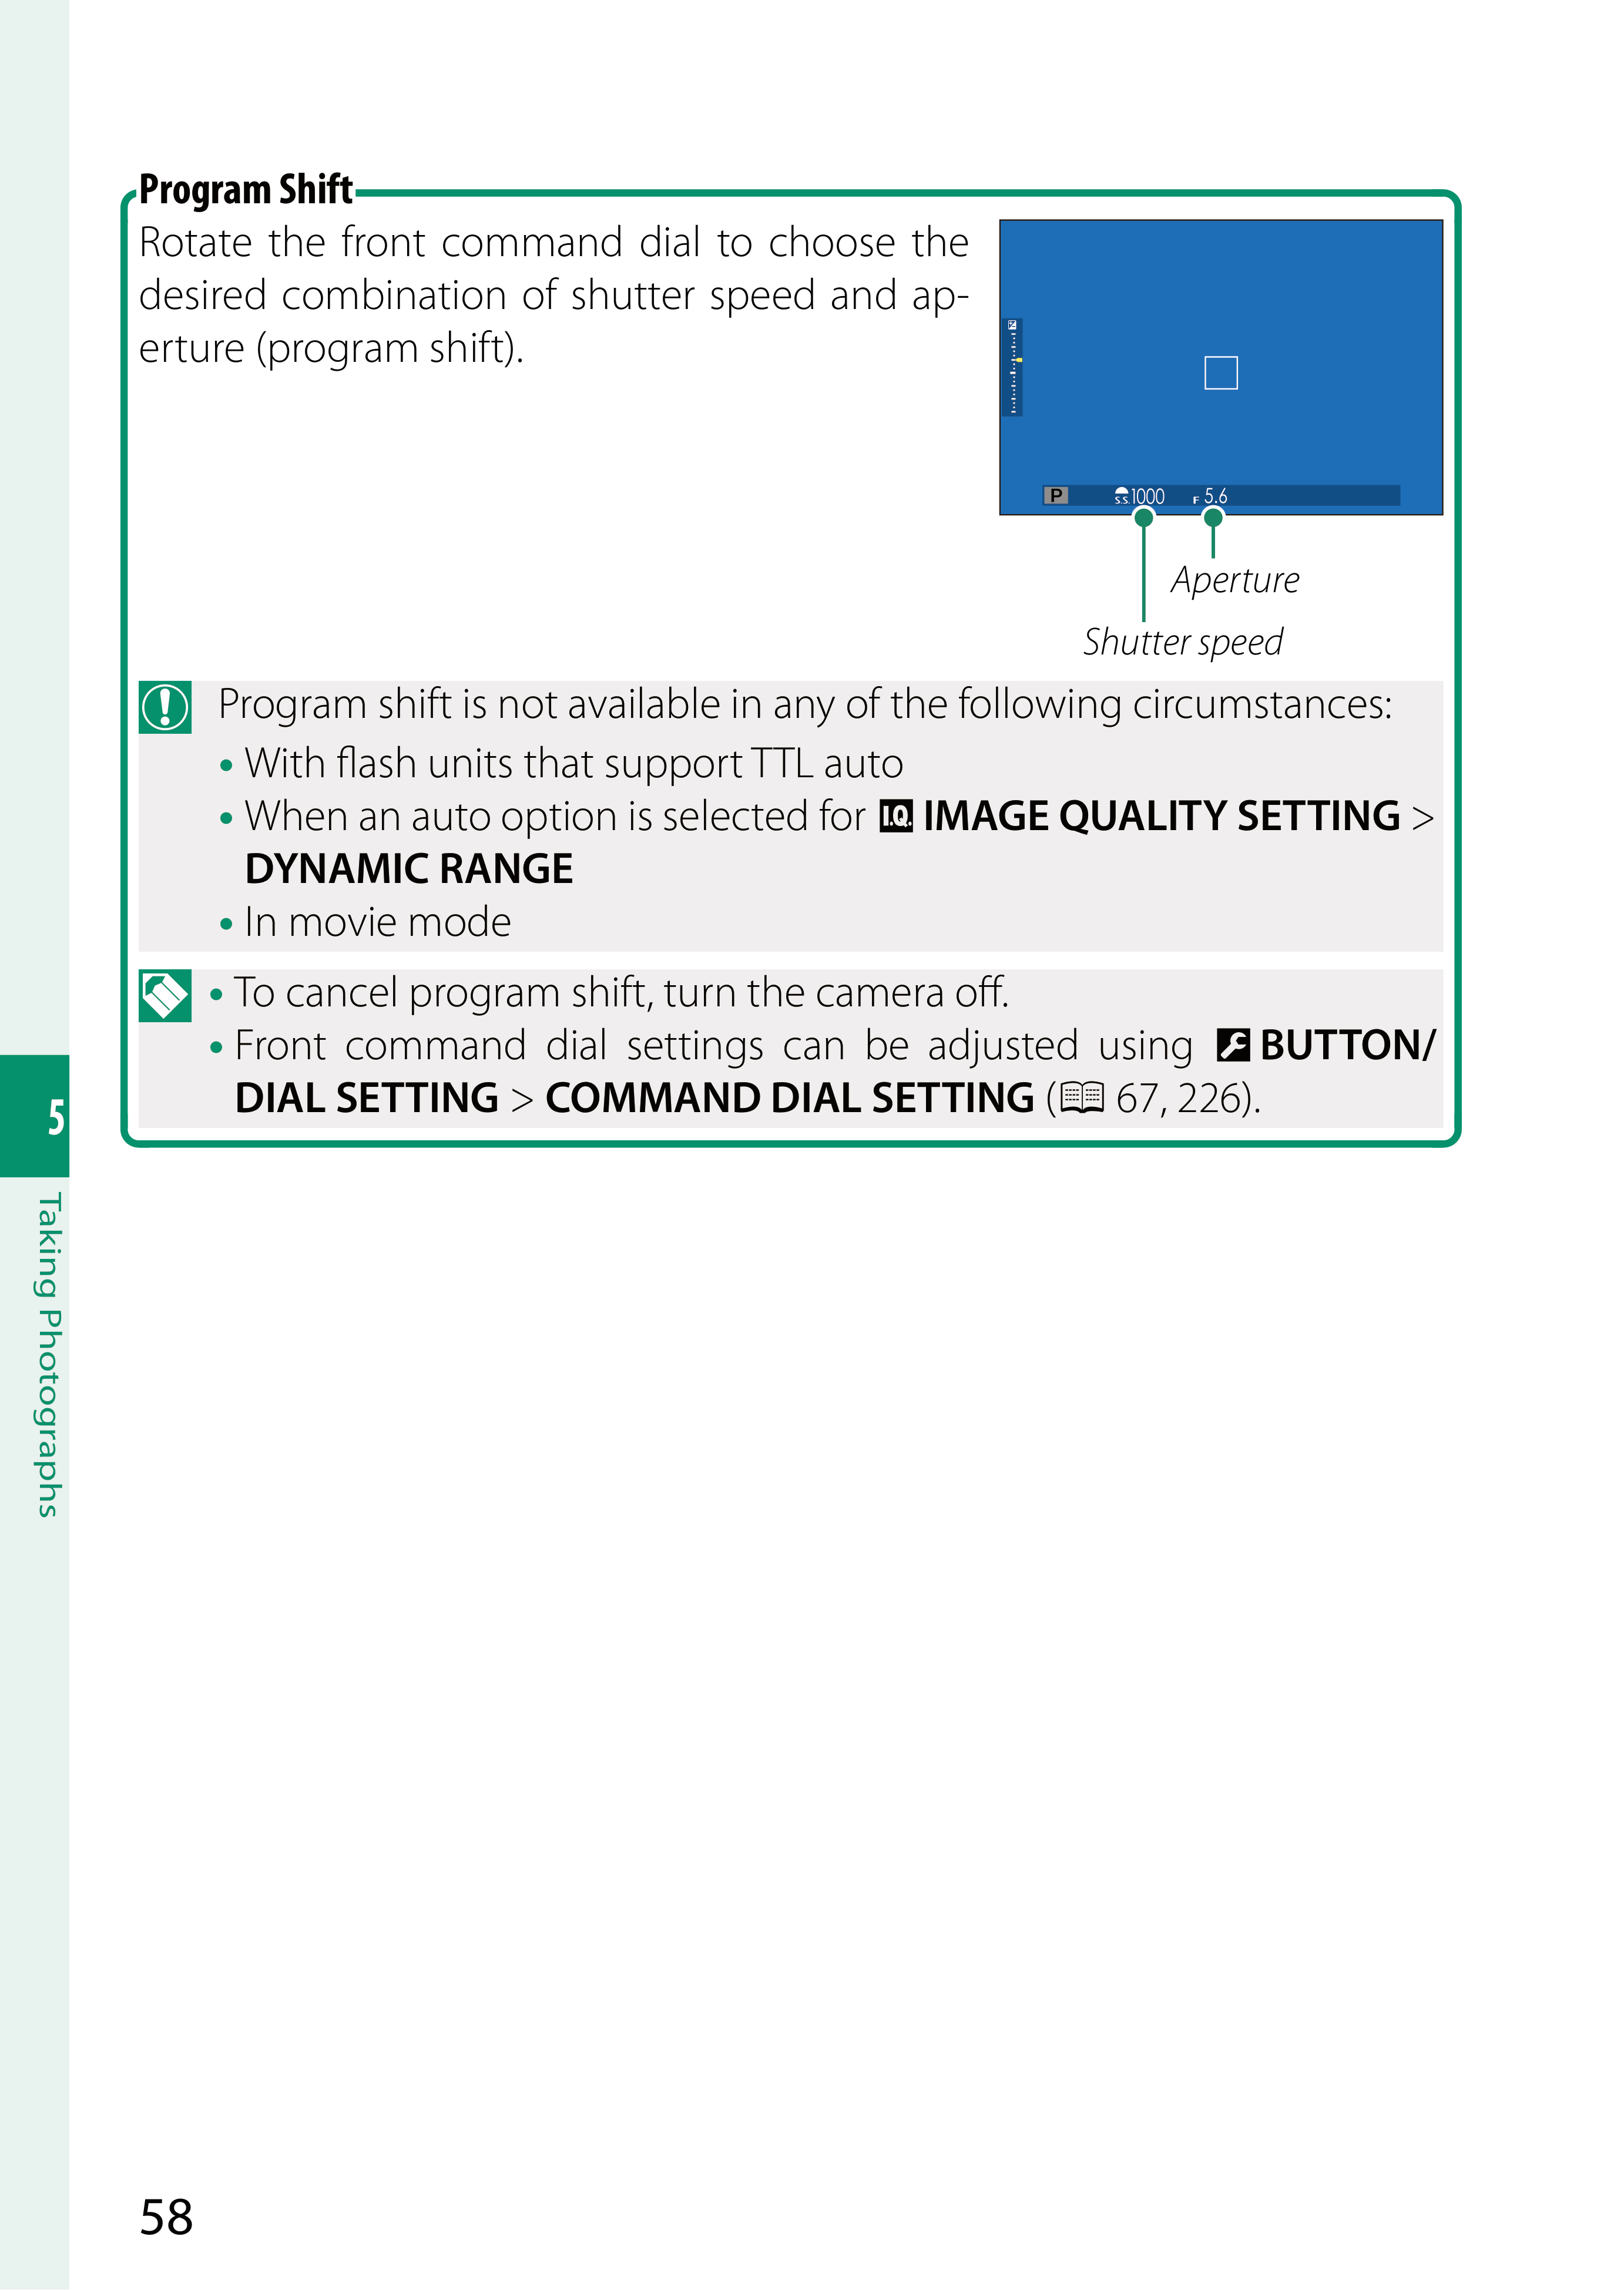 Program Shift
Rotate the front command dial to choose the
desired combination of shutter speed and ap-
erture (program shift).
P S.S. 1000 F 5.6
Aperture
Shutter speed
Program shift is not available in any of the following circumstances:
• With flash units that support TTL auto
• When an auto option is selected for I.Q. IMAGE QUALITY SETTING >
DYNAMIC RANGE
• In movie mode
• To cancel program shift, turn the camera off.
• Front command dial settings can be adjusted using BUTTON/
DIAL SETTING > COMMAND DIAL SETTING ( 67, 226).
5
Taking Photographs
58